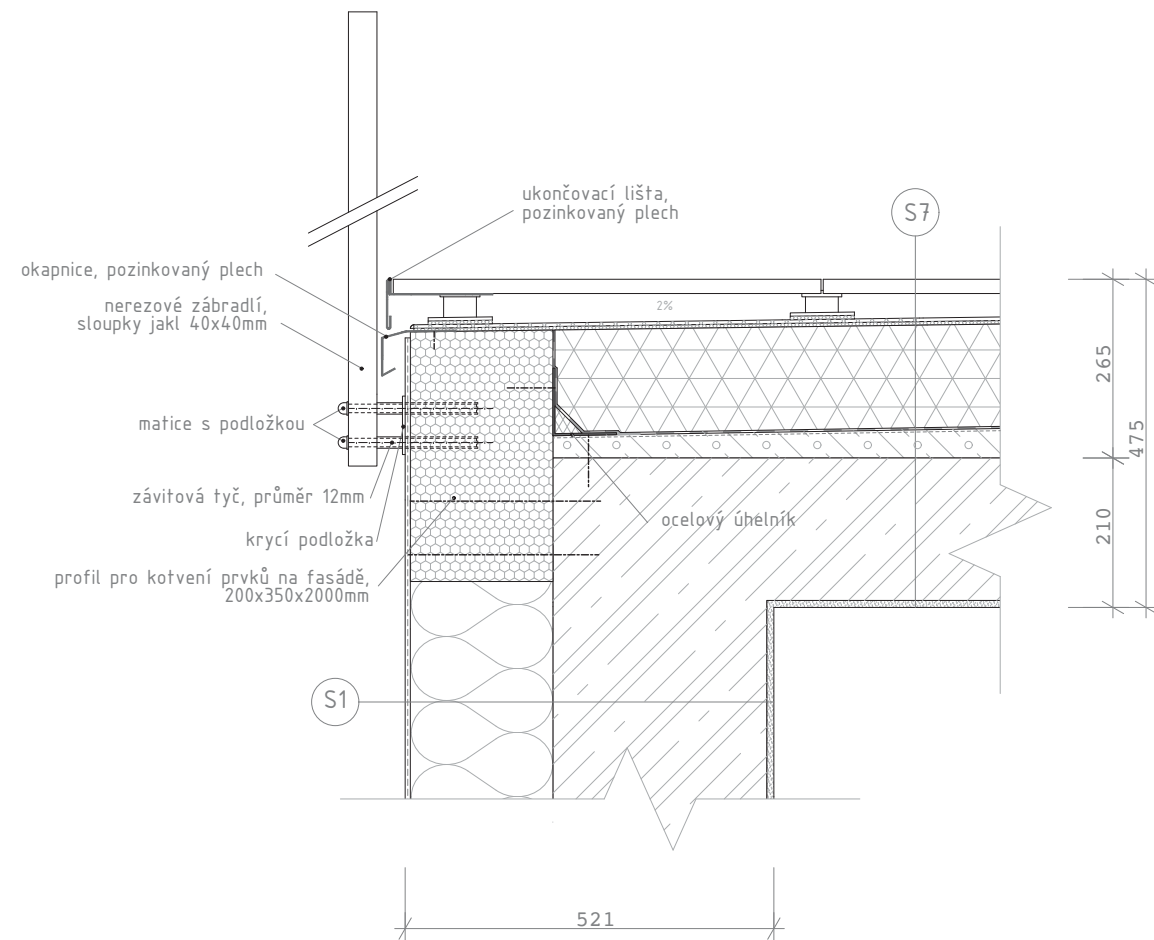 ukončovací lišta,
pozinkovaný plech
S7
okapnice, pozinkovaný plech
nerezové zábradlí,
sloupky jakl 40x40mm
2%
265
475
matice s podložkou
závitová tyč, průměr 12mm
ocelový úhelník
210
krycí podložka
profil pro kotvení prvků na fasádě,
200x350x2000mm
S1
521